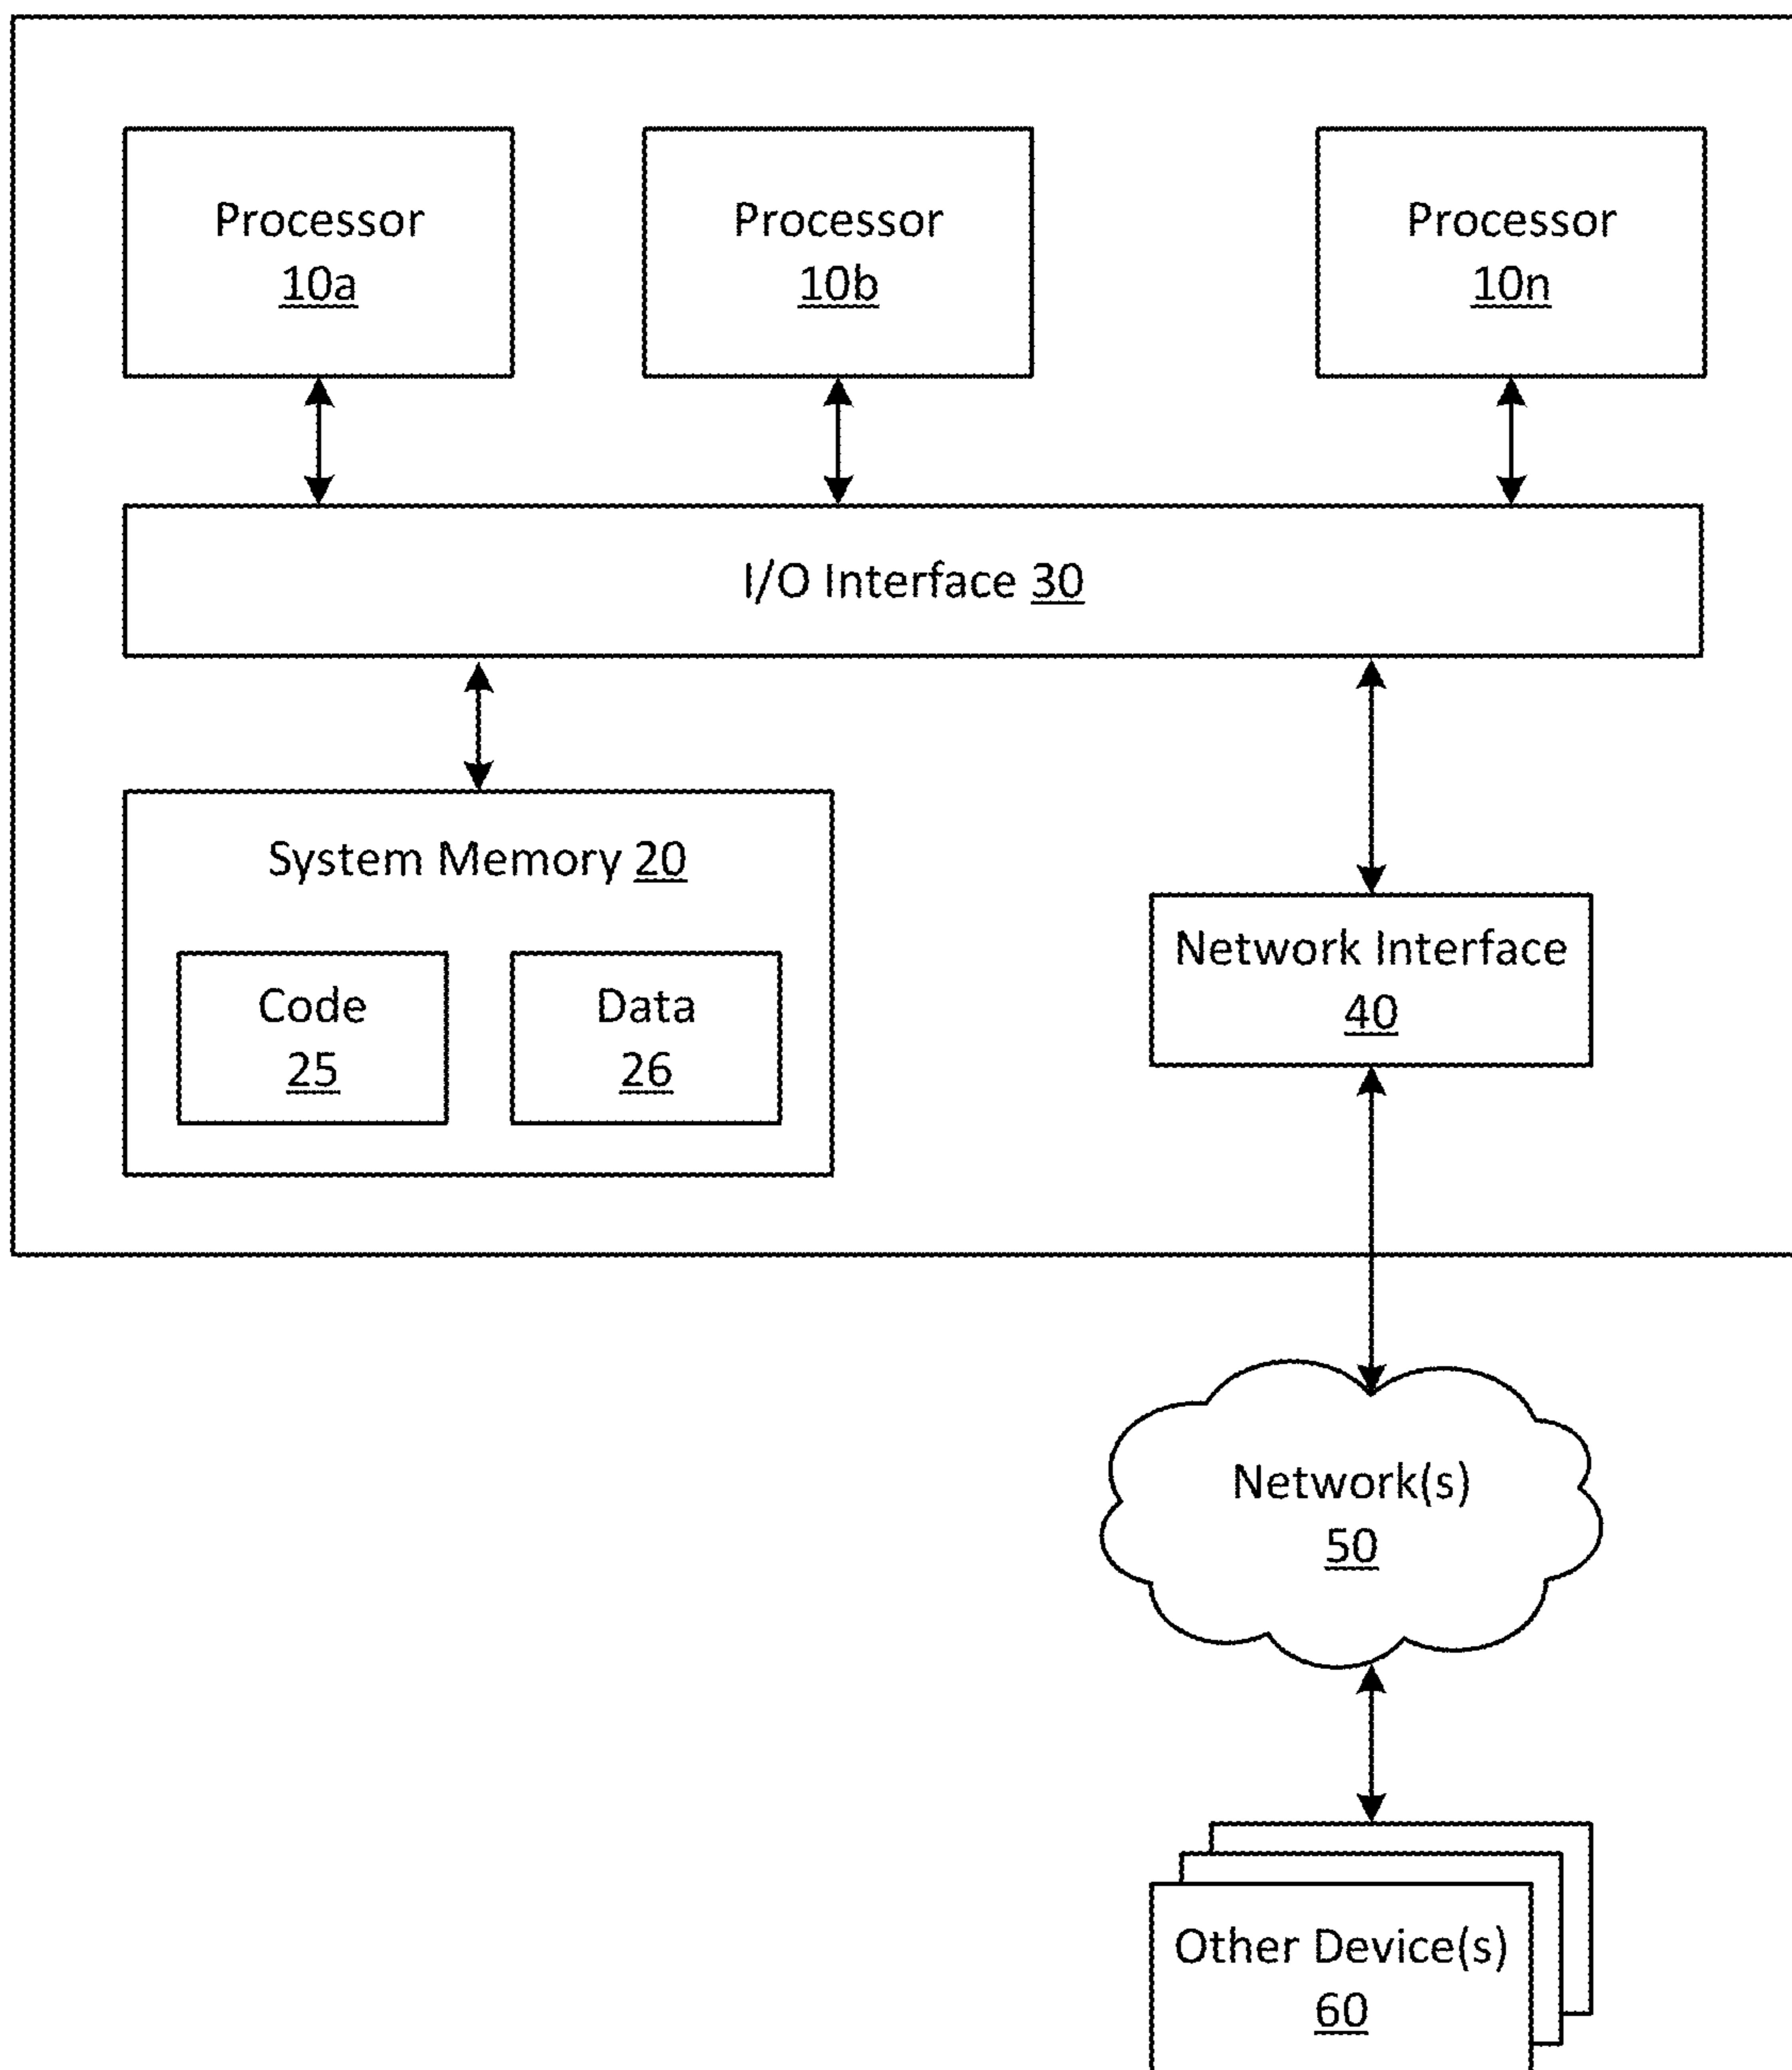 Processor
10a
Processor
10b
Processor
10n
I/O Interface 30
System Memory 20
Code
25
Data
26
Network Interface
40
Network(s)
50
Other Device(s)
60